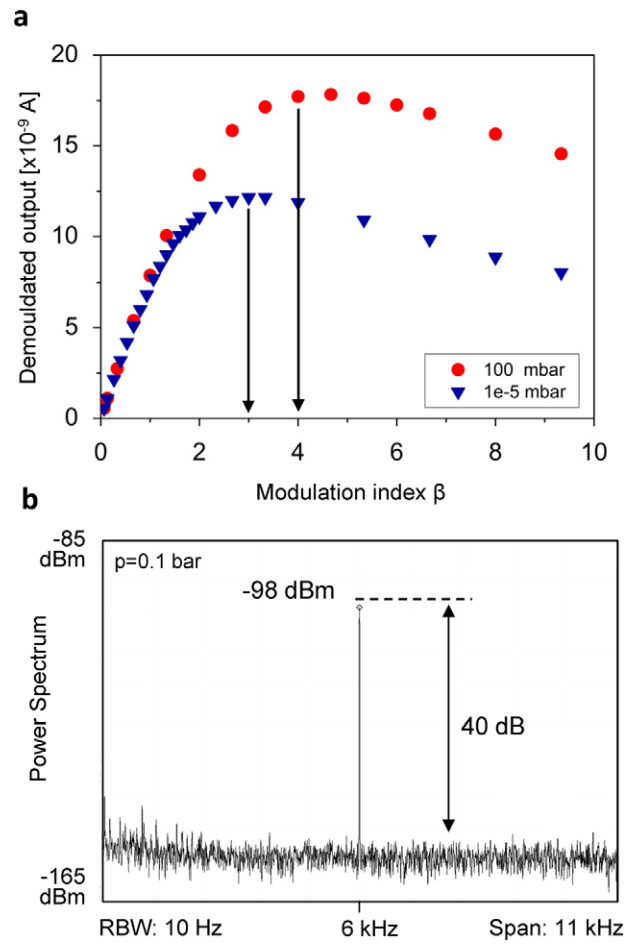 a
Demouldated output [x10⁻⁹ A]
20
15
10
5
0
100 mbar
1e-5 mbar
0 2 4 6 8 10
Modulation index β
b
-85
dBm
p=0.1 bar
-98 dBm
40 dB
Power Spectrum
-165
dBm
RBW: 10 Hz 6 kHz Span: 11 kHz